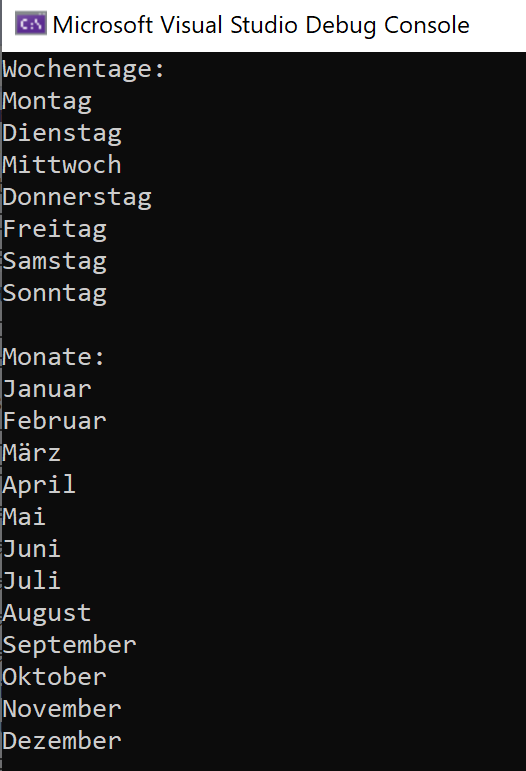 Microsoft Visual Studio Debug Console
Wochentage:
Montag
Dienstag
Mittwoch
Donnerstag
Freitag
Samstag
Sonntag
Monate:
Januar
Februar
März
April
Mai
Juni
Juli
August
September
Oktober
November
Dezember